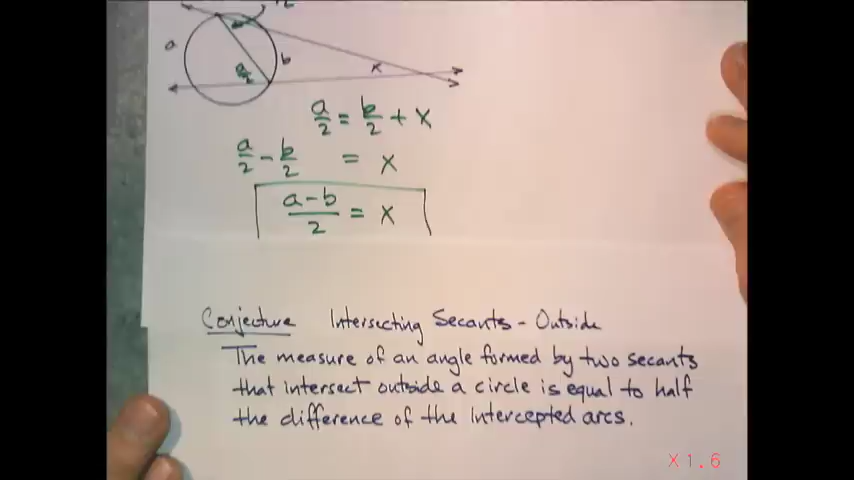 a
b
a/2
x
a/2 = b/2 + x
a/2 - b/2 = x
a-b/2 = x
Conjecture Intersecting Secants - Outside
The measure of an angle formed by two secants
that intersect outside a circle is equal to half
the difference of the intercepted arcs.
X1.6